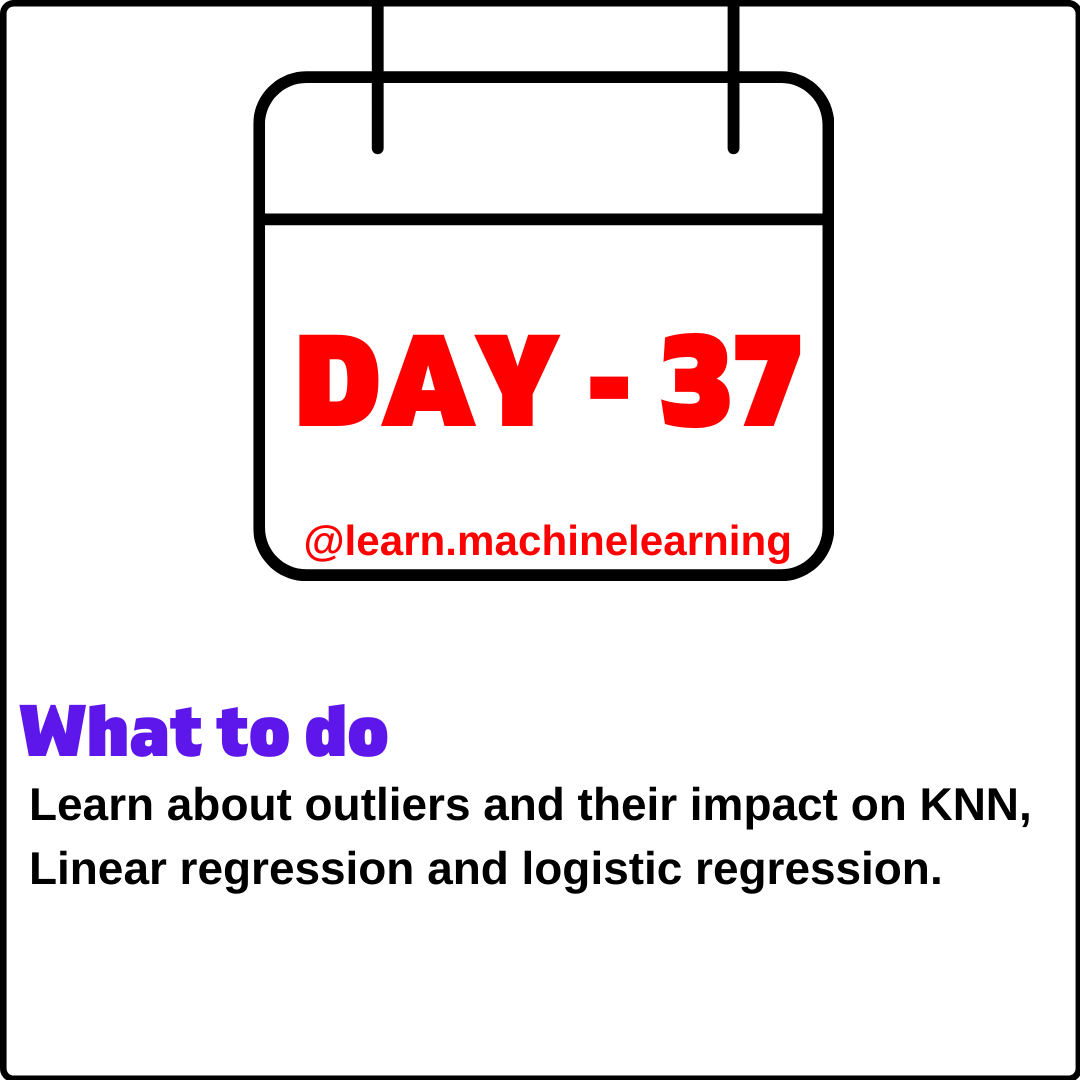 DAY - 37
@learn.machinelearning
What to do
Learn about outliers and their impact on KNN,
Linear regression and logistic regression.